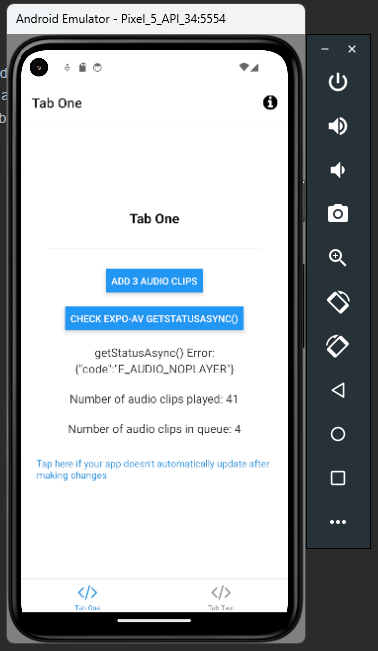 Android Emulator - Pixel_5_API_34:5554
Tab One
Tab One
ADD 3 AUDIO CLIPS
CHECK EXPO-AV GETSTATUSASYNC()
getStatusAsync() Error:
{"code":"E_AUDIO_NOPLAYER"}
Number of audio clips played: 41
Number of audio clips in queue: 4
Tap here if your app doesn't automatically update after
making changes
Tab One
Tab Two